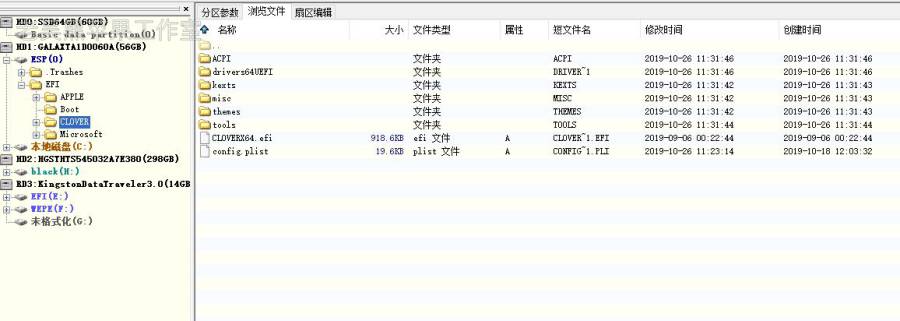 分区参数 浏览文件 扇区编辑
HD0:SSD64GB(60GB)
Basic data partition(0)
HD1:GALAXTA1D0060A(56GB)
ESP(0)
.Trashes
EFI
APPLE
Boot
CLOVER
Microsoft
本地磁盘(C:)
HD2:HGSTHTS545032A7E380(298GB)
black(H:)
RD3:KingstonDataTraveler3.0(14GB
EFI(E:)
WEPE(F:)
未格式化(G:)
名称 大小 文件类型 属性 短文件名 修改时间 创建时间
..
ACPI 文件夹 ACPI 2019-10-26 11:31:46 2019-10-26 11:31:46
drivers64UEFI 文件夹 DRIVER~1 2019-10-26 11:31:46 2019-10-26 11:31:46
kexts 文件夹 KEXTS 2019-10-26 11:31:42 2019-10-26 11:31:43
misc 文件夹 MISC 2019-10-26 11:31:42 2019-10-26 11:31:43
themes 文件夹 THEMES 2019-10-26 11:31:42 2019-10-26 11:31:43
tools 文件夹 TOOLS 2019-10-26 11:31:44 2019-10-26 11:31:44
CLOVERX64.efi 918.6KB efi 文件 A CLOVER~1.EFI 2019-09-06 00:22:44 2019-09-06 00:22:44
config.plist 19.6KB plist 文件 A CONFIG~1.PLI 2019-10-26 11:23:14 2019-10-18 12:03:32